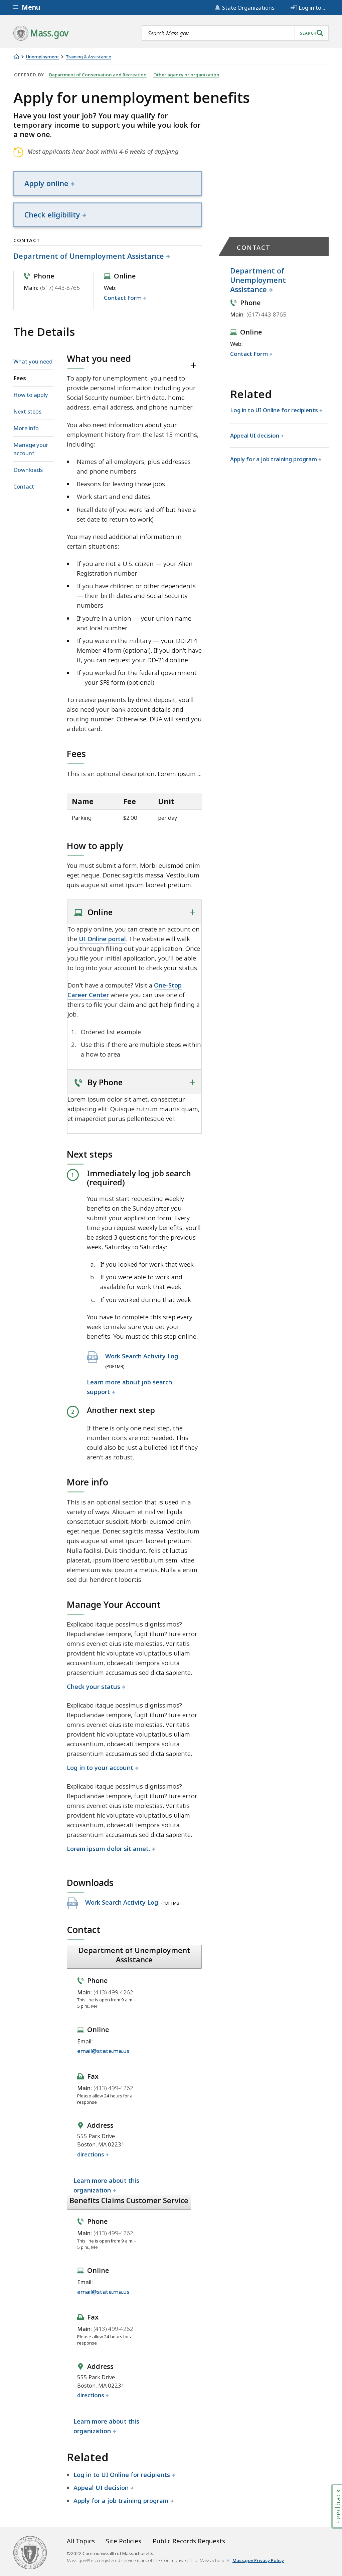 Menu
State Organizations
Log in to...
Mass.gov
Search Mass.gov
SEARCH
Unemployment
Training & Assistance
OFFERED BY Department of Conservation and Recreation Other agency or organization
Apply for unemployment benefits
Have you lost your job? You may qualify for
temporary income to support you while you look for
a new one.
Most applicants hear back within 4-6 weeks of applying
Apply online
Check eligibility
CONTACT
Department of Unemployment Assistance
Phone
Main: (617) 443-8765
Online
Web:
Contact Form
CONTACT
Department of
Unemployment
Assistance
Phone
Main: (617) 443-8765
Online
Web:
Contact Form
Related
Log in to UI Online for recipients
Appeal UI decision
Apply for a job training program
The Details
What you need
Fees
How to apply
Next steps
More info
Manage your
account
Downloads
Contact
What you need
To apply for unemployment, you need to
provide personal information including your
Social Security number, birth date, home
address, email address, and phone number.
You also need information about your
employment history from the last 15 months,
including:
Names of all employers, plus addresses
and phone numbers
Reasons for leaving those jobs
Work start and end dates
Recall date (if you were laid off but have a
set date to return to work)
You may need additional information in
certain situations:
If you are not a U.S. citizen — your Alien
Registration number
If you have children or other dependents
— their birth dates and Social Security
numbers
If you're in a union — your union name
and local number
If you were in the military — your DD-214
Member 4 form (optional). If you don't have
it, you can request your DD-214 online.
If you worked for the federal government
— your SF8 form (optional)
To receive payments by direct deposit, you'll
also need your bank account details and
routing number. Otherwise, DUA will send you
a debit card.
Fees
This is an optional description. Lorem ipsum ...
Name Fee Unit
Parking $2.00 per day
How to apply
You must submit a form. Morbi euismod enim
eget neque. Donec sagittis massa. Vestibulum
quis augue sit amet ipsum laoreet pretium.
Online
To apply online, you can create an account on
the UI Online portal. The website will walk
you through filling out your application. Once
you file your initial application, you'll be able
to log into your account to check your status.
Don't have a compute? Visit a One-Stop
Career Center where you can use one of
theirs to file your claim and get help finding a
job.
1. Ordered list example
2. Use this if there are multiple steps within
a how to area
By Phone
Lorem ipsum dolor sit amet, consectetur
adipiscing elit. Quisque rutrum mauris quam,
et imperdiet purus pellentesque vel.
Next steps
1
Immediately log job search
(required)
You must start requesting weekly
benefits on the Sunday after you
submit your application form. Every
time you request weekly benefits, you'll
be asked 3 questions for the previous
week, Saturday to Saturday:
a. If you looked for work that week
b. If you were able to work and
available for work that week
c. If you worked during that week
You have to complete this step every
week to make sure you get your
benefits. You must do this step online.
Work Search Activity Log
(PDF1MB)
Learn more about job search
support
2
Another next step
If there is only one next step, the
number icons are not needed. This
could also be just a bulleted list if they
aren't as robust.
More info
This is an optional section that is used in a
variety of ways. Aliquam et nisl vel ligula
consectetuer suscipit. Morbi euismod enim
eget neque. Donec sagittis massa. Vestibulum
quis augue sit amet ipsum laoreet pretium.
Nulla facilisi. Duis tincidunt, felis et luctus
placerat, ipsum libero vestibulum sem, vitae
elementum wisi ipsum a metus. Nulla a enim
sed dui hendrerit lobortis.
Manage Your Account
Explicabo itaque possimus dignissimos?
Repudiandae tempore, fugit illum? Iure error
omnis eveniet eius wisi molestiae. Veritatis
provident cupiditate voluptatibus voluptatum
aliquam, obcaecati tempora soluta
praesentium accusamus sed dicta sapiente.
Check your status
Explicabo itaque possimus dignissimos?
Repudiandae tempore, fugit illum? Iure error
omnis eveniet eius wisi molestiae. Veritatis
provident cupiditate voluptatibus voluptatum
aliquam, obcaecati tempora soluta
praesentium accusamus sed dicta sapiente.
Log in to your account
Explicabo itaque possimus dignissimos?
Repudiandae tempore, fugit illum? Iure error
omnis eveniet eius wisi molestiae. Veritatis
provident cupiditate voluptatibus voluptatum
aliquam, obcaecati tempora soluta
praesentium accusamus sed dicta sapiente.
Lorem ipsum dolor sit amet.
Downloads
Work Search Activity Log (PDF1MB)
Contact
Department of Unemployment
Assistance
Phone
Main: (413) 499-4262
This line is open from 9 a.m. -
5 p.m., M-F
Online
Email:
email@state.ma.us
Fax
Main: (413) 499-4262
Please allow 24 hours for a
response
Address
555 Park Drive
Boston, MA 02231
directions
Learn more about this
organization
Benefits Claims Customer Service
Phone
Main: (413) 499-4262
This line is open from 9 a.m. -
5 p.m., M-F
Online
Email:
email@state.ma.us
Fax
Main: (413) 499-4262
Please allow 24 hours for a
response
Address
555 Park Drive
Boston, MA 02231
directions
Learn more about this
organization
Related
Log in to UI Online for recipients
Appeal UI decision
Apply for a job training program
Feedback
All Topics Site Policies Public Records Requests
©2022 Commonwealth of Massachusetts.
Mass.gov® is a registered service mark of the Commonwealth of Massachusetts. Mass.gov Privacy Policy